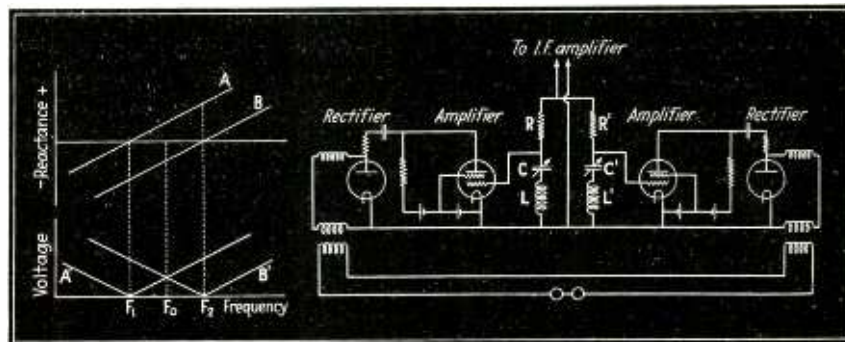 - Reactance +
A
B
Voltage
A'
B'
F₁
F₀
F₂
Frequency
To I.F. amplifier
Rectifier
Amplifier
Amplifier
Rectifier
R
R'
C
C'
L
L'